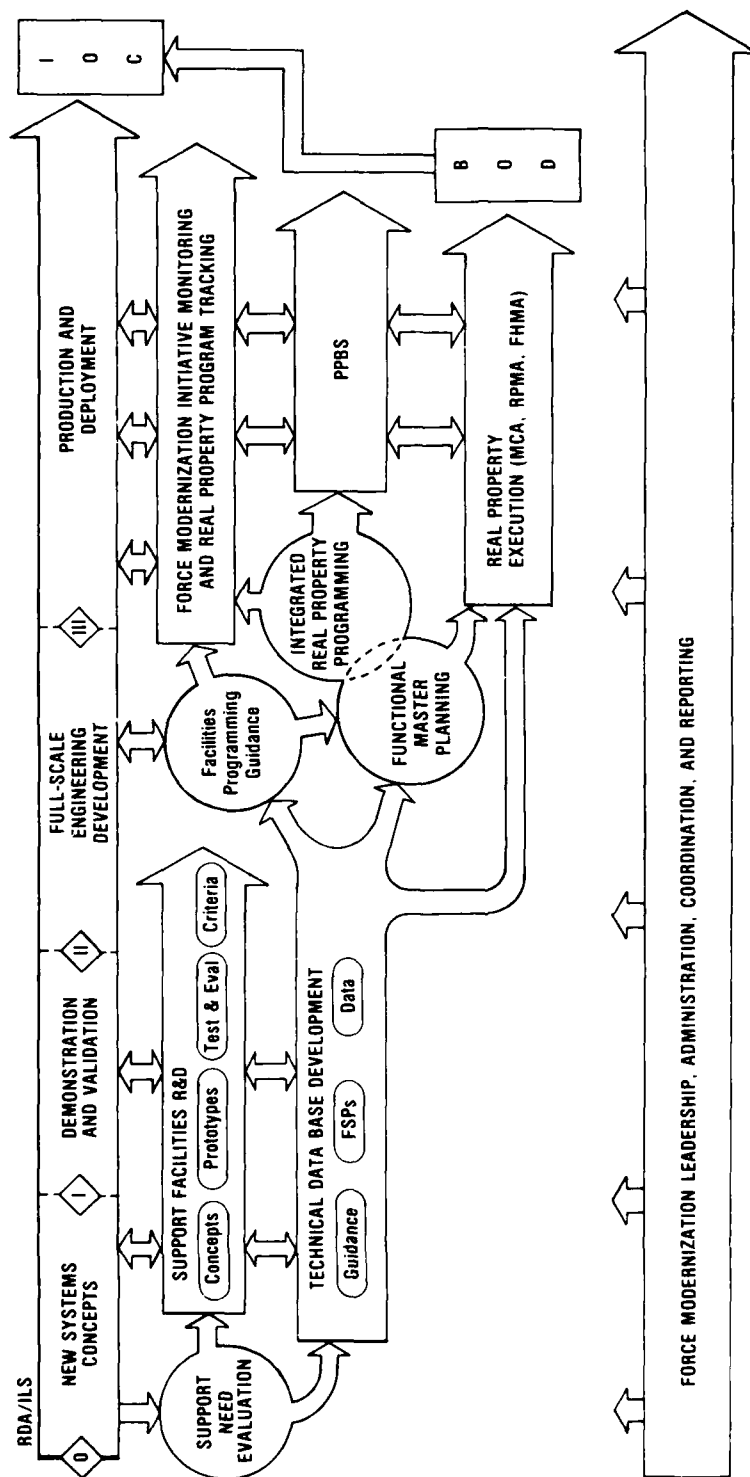 RDA/ILS
0
NEW SYSTEMS
CONCEPTS
I
DEMONSTRATION
AND VALIDATION
II
FULL-SCALE
ENGINEERING
DEVELOPMENT
III
PRODUCTION AND
DEPLOYMENT
I
O
C
SUPPORT
NEED
EVALUATION
SUPPORT FACILITIES R&D
Concepts
Prototypes
Test & Eval
Criteria
Facilities
Programming
Guidance
FORCE MODERNIZATION INITIATIVE MONITORING
AND REAL PROPERTY PROGRAM TRACKING
TECHNICAL DATA BASE DEVELOPMENT
Guidance
FSPs
Data
INTEGRATED
REAL PROPERTY
PROGRAMMING
PPBS
FUNCTIONAL
MASTER
PLANNING
REAL PROPERTY
EXECUTION (MCA, RPMA, FHMA)
B
O
D
FORCE MODERNIZATION LEADERSHIP, ADMINISTRATION, COORDINATION, AND REPORTING